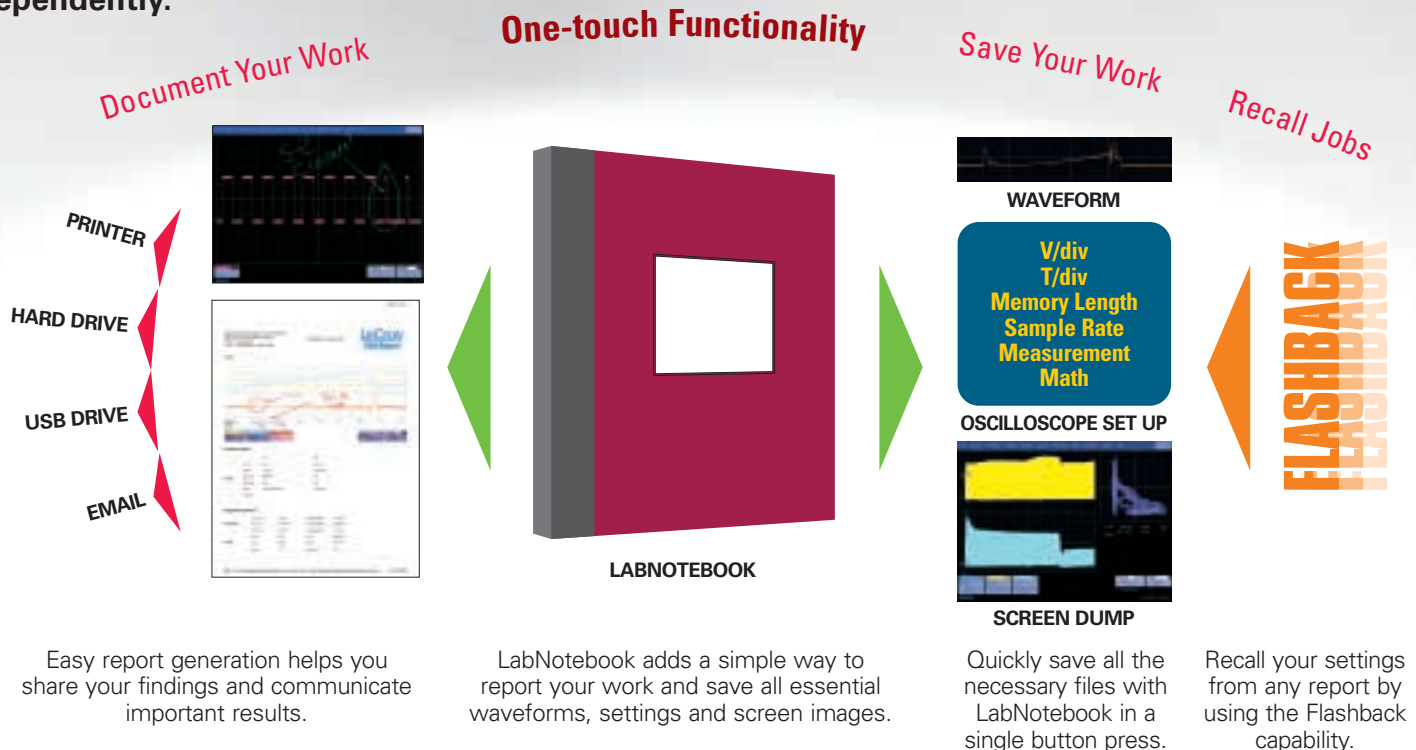 ependently.
One-touch Functionality
Document Your Work
Save Your Work
Recall Jobs
PRINTER
HARD DRIVE
USB DRIVE
EMAIL
LeCroy
LABNOTEBOOK
WAVEFORM
V/div
T/div
Memory Length
Sample Rate
Measurement
Math
OSCILLOSCOPE SET UP
SCREEN DUMP
FLASHBACK
Easy report generation helps you
share your findings and communicate
important results.
LabNotebook adds a simple way to
report your work and save all essential
waveforms, settings and screen images.
Quickly save all the
necessary files with
LabNotebook in a
single button press.
Recall your settings
from any report by
using the Flashback
capability.